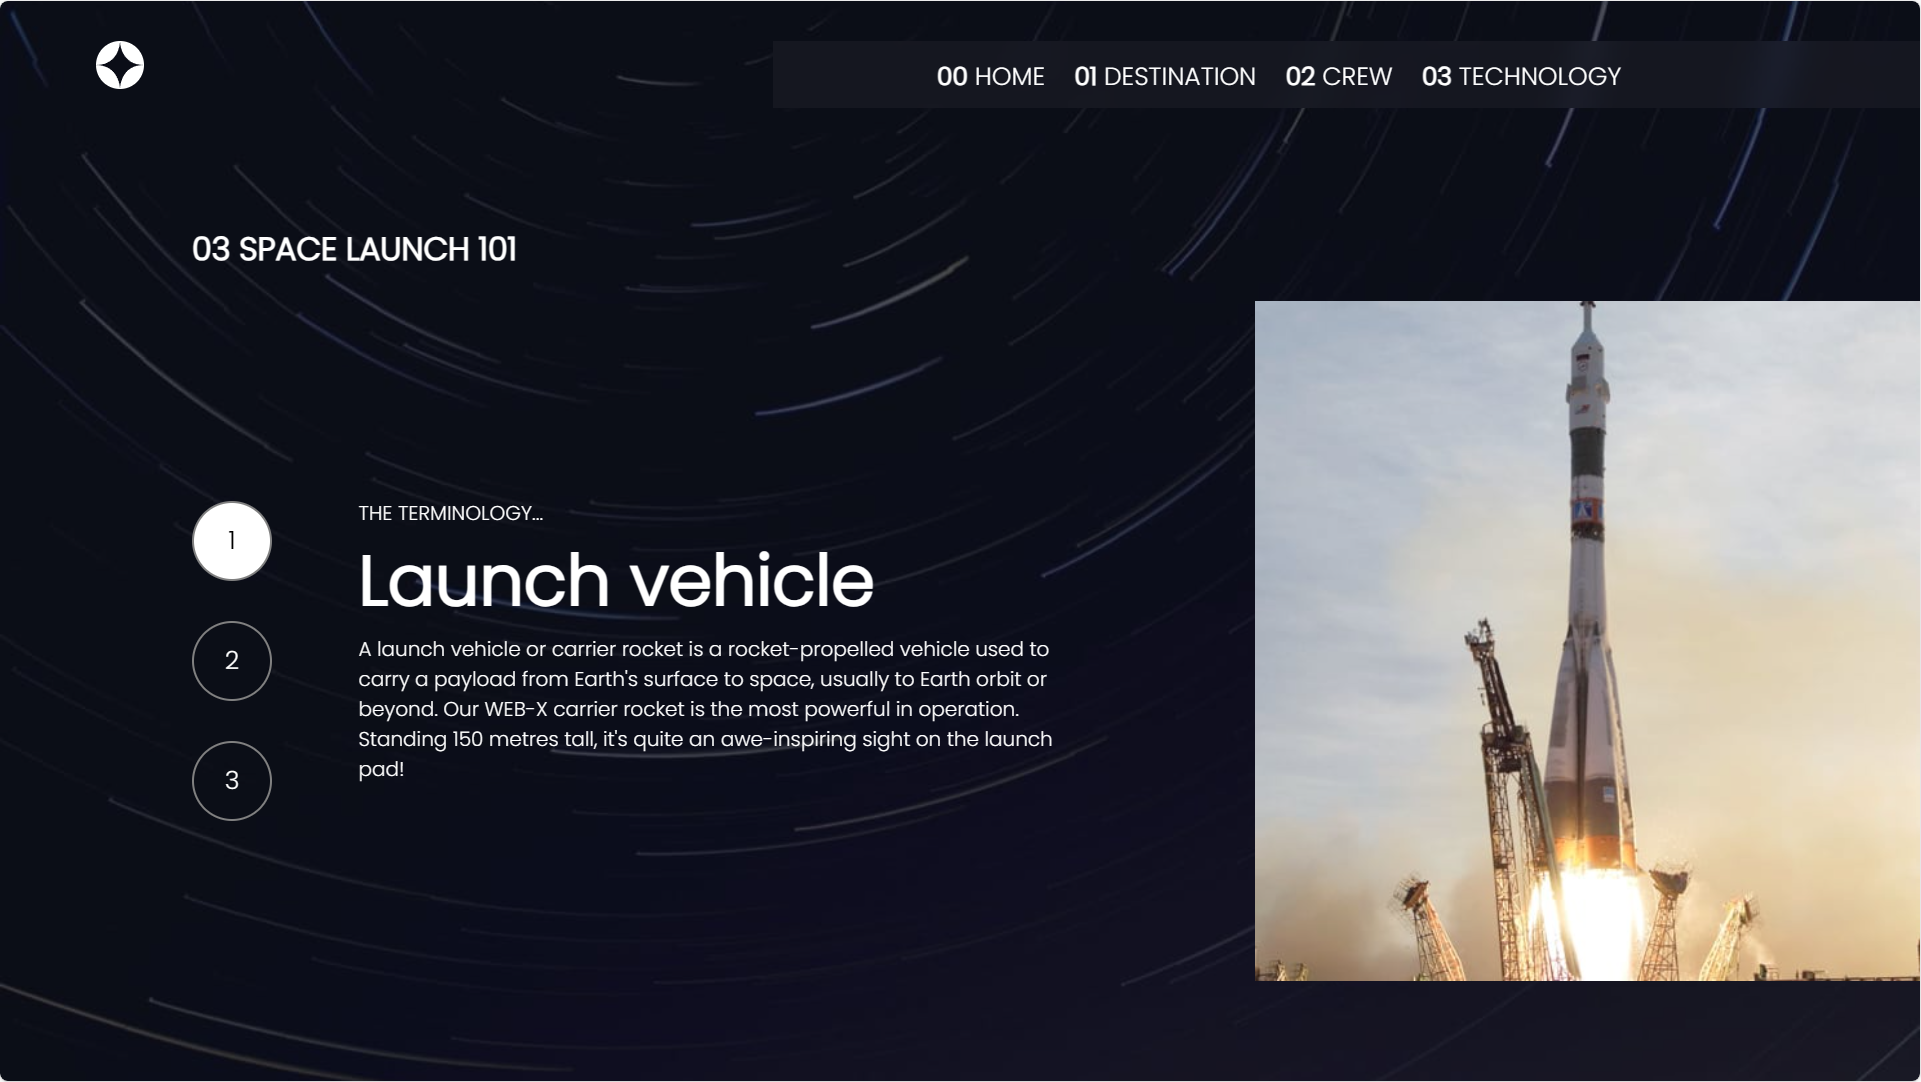 00 HOME 01 DESTINATION 02 CREW 03 TECHNOLOGY
03 SPACE LAUNCH 101
1
2
3
THE TERMINOLOGY...
Launch vehicle
A launch vehicle or carrier rocket is a rocket-propelled vehicle used to
carry a payload from Earth's surface to space, usually to Earth orbit or
beyond. Our WEB-X carrier rocket is the most powerful in operation.
Standing 150 metres tall, it's quite an awe-inspiring sight on the launch
pad!